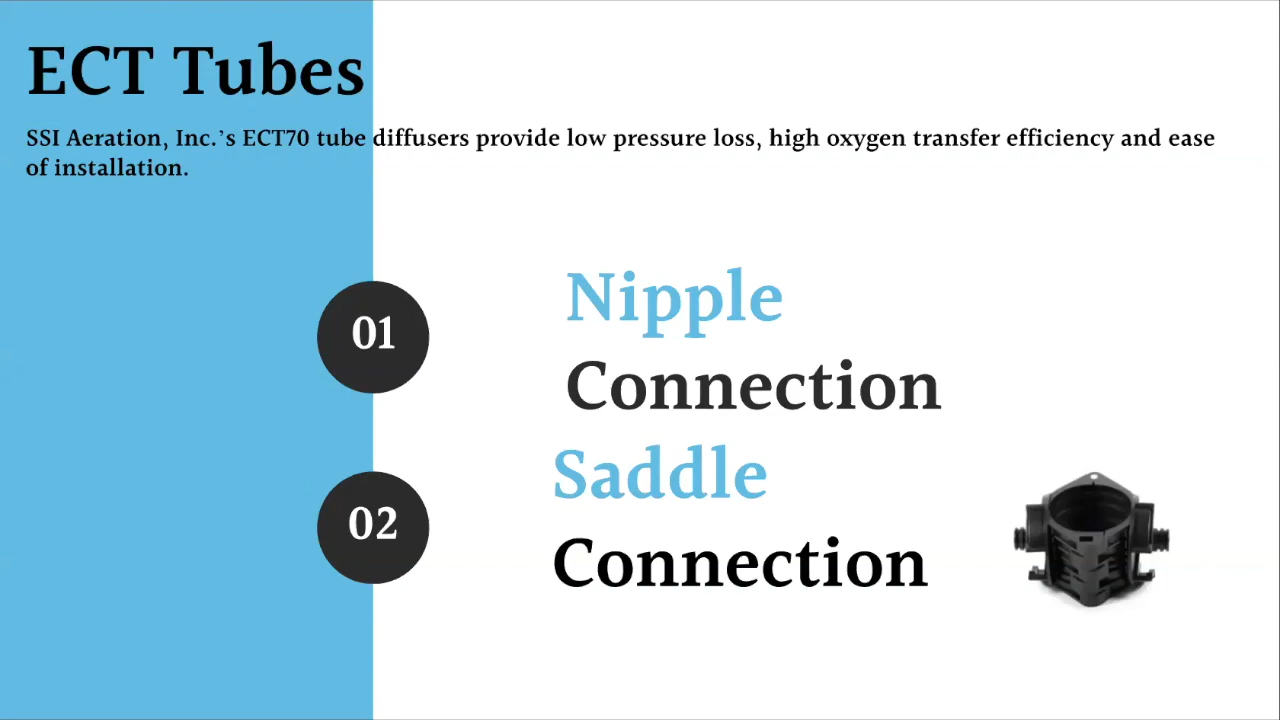 ECT Tubes
SSI Aeration, Inc.’s ECT70 tube diffusers provide low pressure loss, high oxygen transfer efficiency and ease
of installation.
01
Nipple
Connection
02
Saddle
Connection